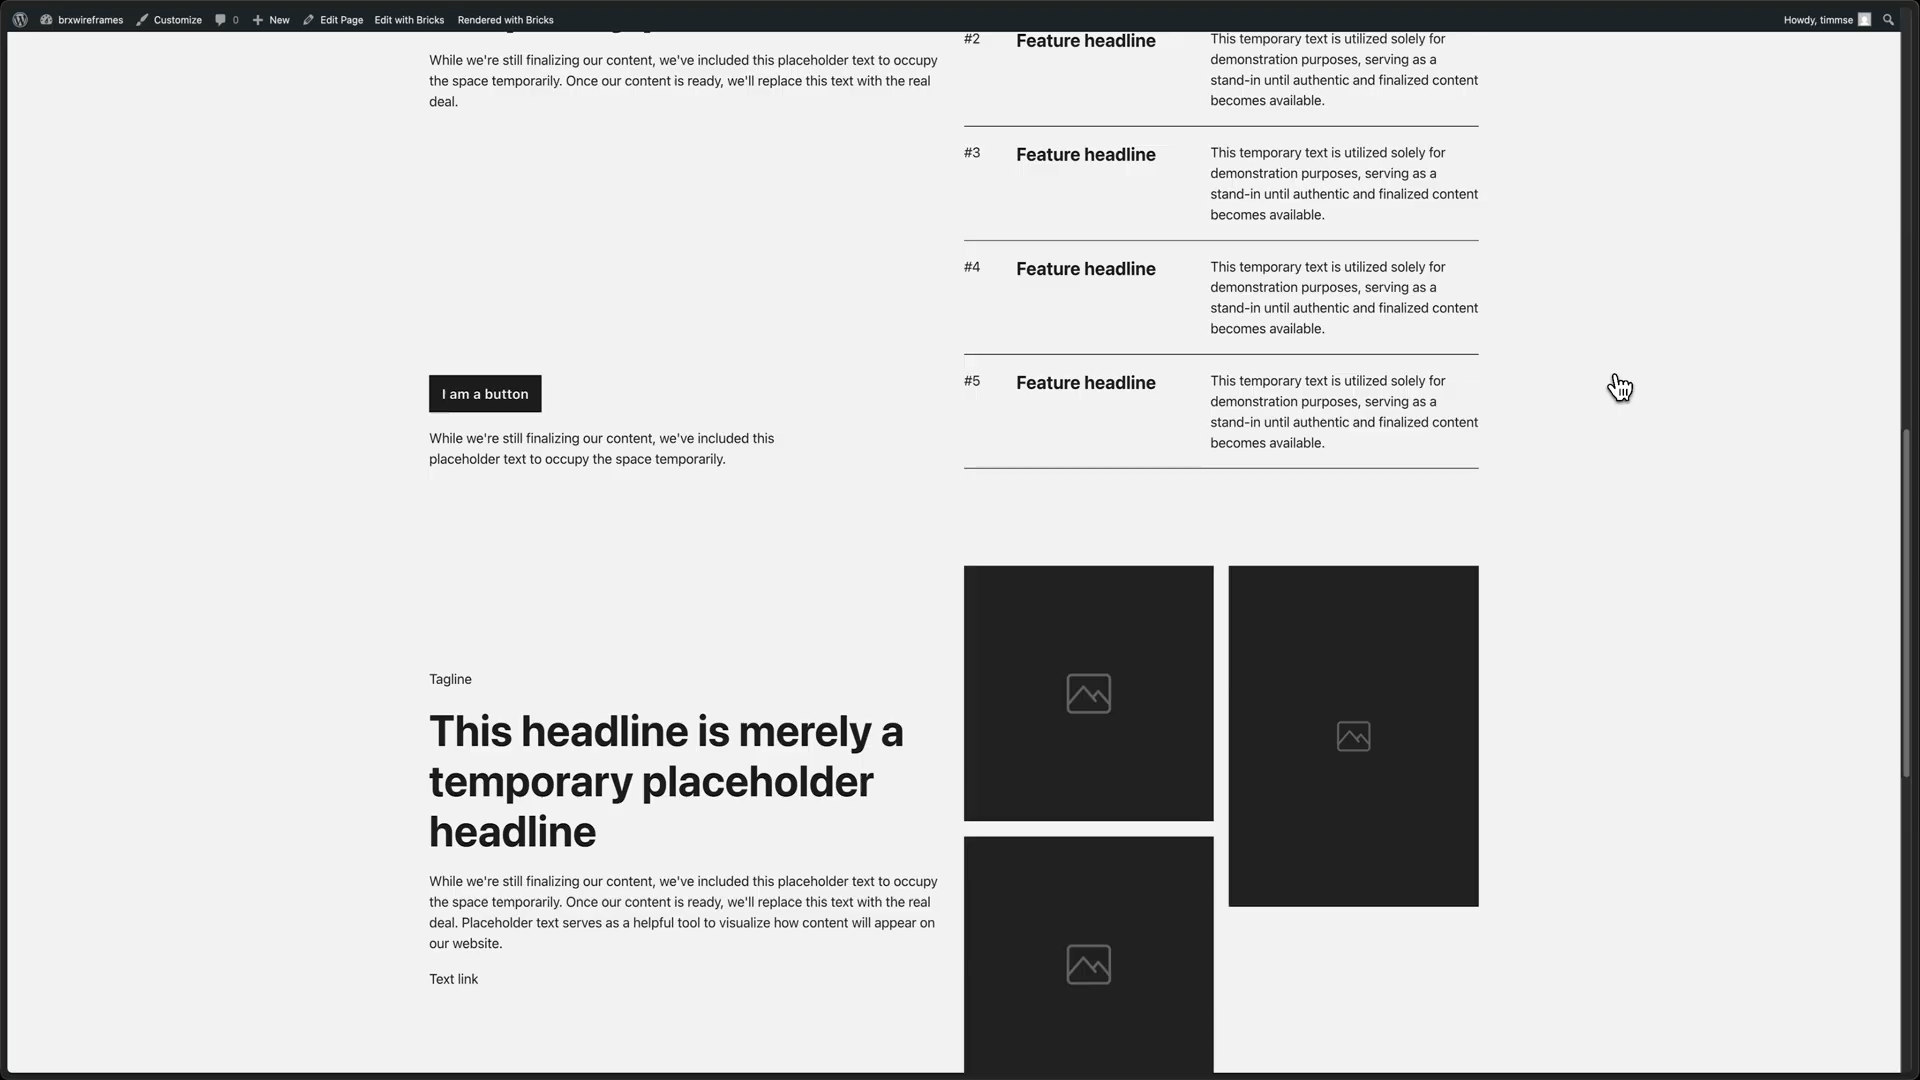 brxwireframes
Customize
0
New
Edit Page
Edit with Bricks
Rendered with Bricks
Howdy, timmse
While we're still finalizing our content, we've included this placeholder text to occupy
the space temporarily. Once our content is ready, we'll replace this text with the real
deal.
I am a button
While we're still finalizing our content, we've included this
placeholder text to occupy the space temporarily.
#2
Feature headline
This temporary text is utilized solely for
demonstration purposes, serving as a
stand-in until authentic and finalized content
becomes available.
#3
Feature headline
This temporary text is utilized solely for
demonstration purposes, serving as a
stand-in until authentic and finalized content
becomes available.
#4
Feature headline
This temporary text is utilized solely for
demonstration purposes, serving as a
stand-in until authentic and finalized content
becomes available.
#5
Feature headline
This temporary text is utilized solely for
demonstration purposes, serving as a
stand-in until authentic and finalized content
becomes available.
Tagline
This headline is merely a
temporary placeholder
headline
While we're still finalizing our content, we've included this placeholder text to occupy
the space temporarily. Once our content is ready, we'll replace this text with the real
deal. Placeholder text serves as a helpful tool to visualize how content will appear on
our website.
Text link